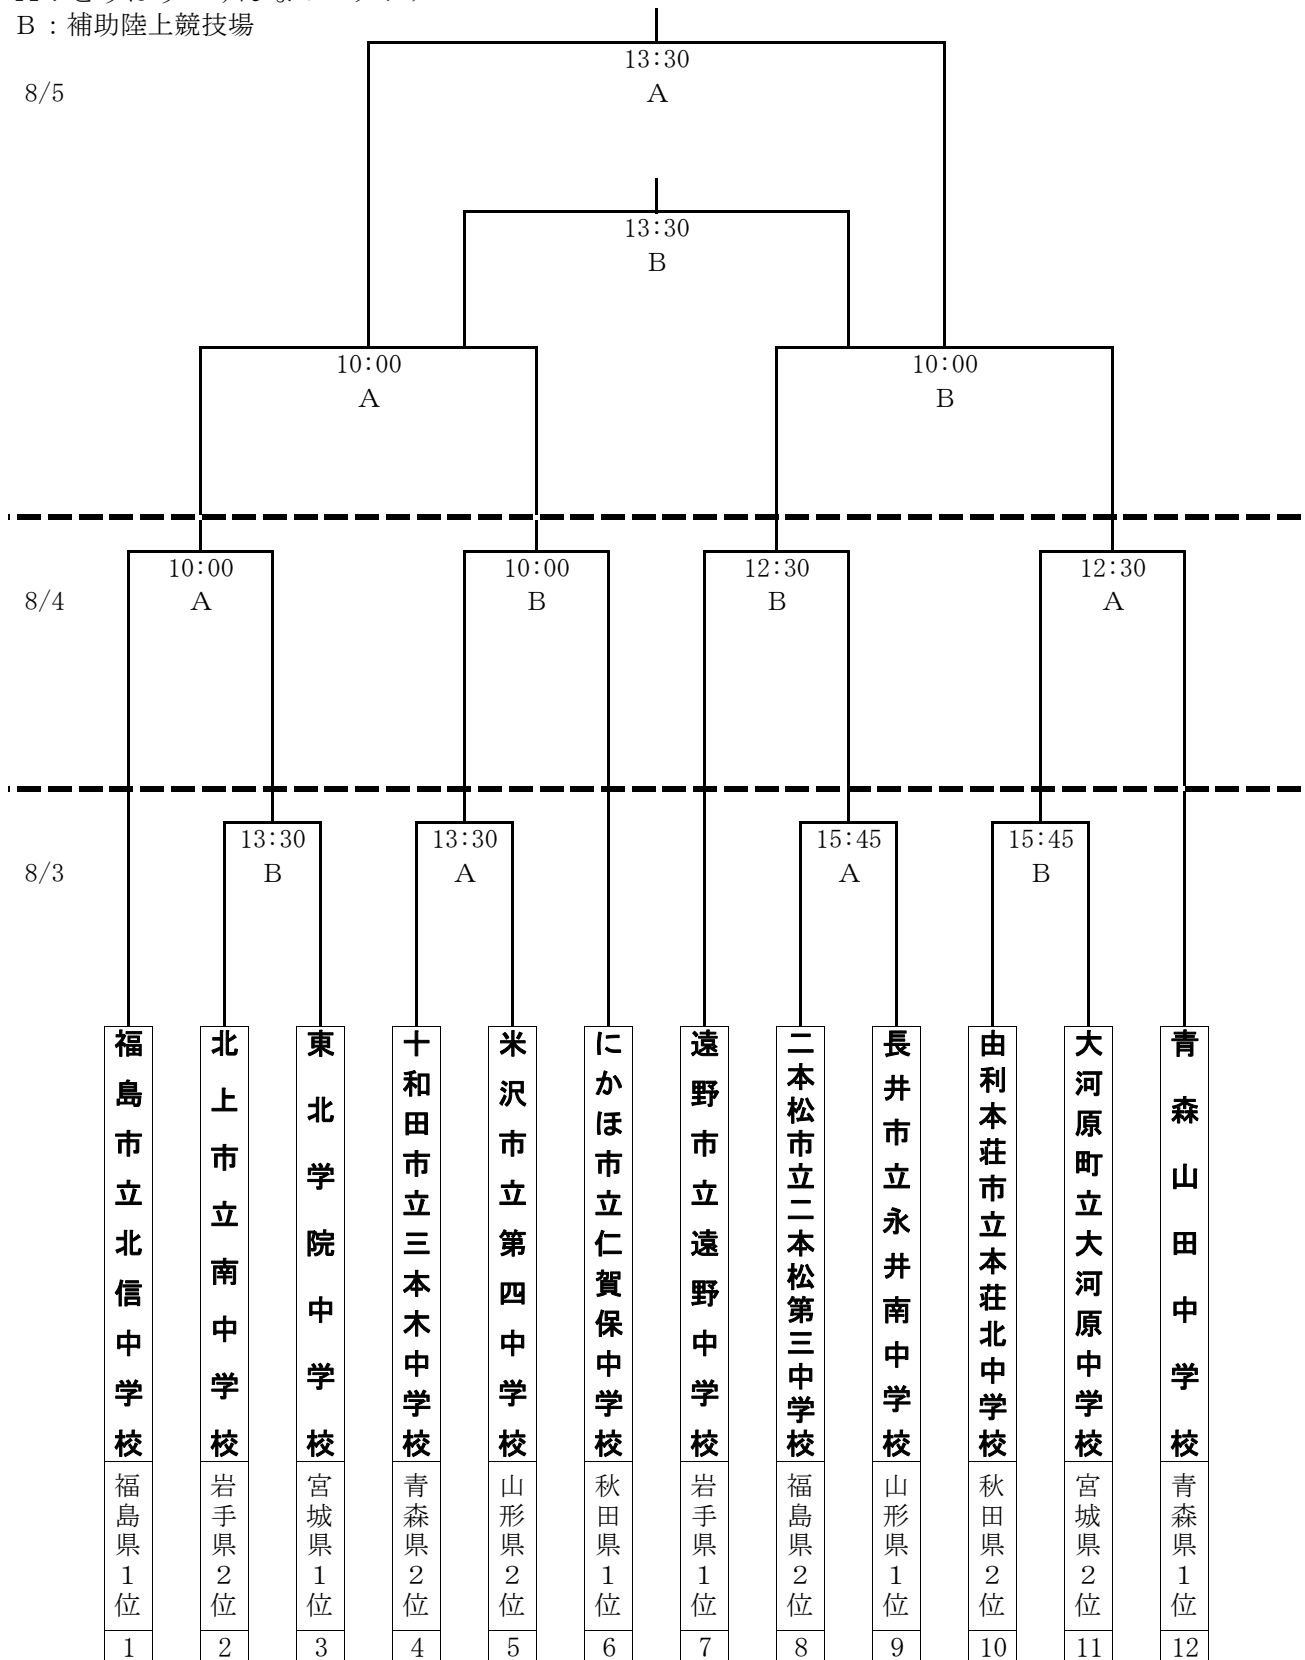 B：補助陸上競技場
13:30
8/5
A
13:30
B
10:00
10:00
A
B
10:00
10:00
12:30
12:30
8/4
A
B
B
A
13:30
13:30
15:45
15:45
8/3
B
A
A
B
福島市立北信中学校
北上市立南中学校
東北学院中学校
十和田市立三本木中学校
米沢市立第四中学校
にかほ市立仁賀保中学校
遠野市立遠野中学校
二本松市立二本松第三中学校
長井市立永井南中学校
由利本荘市立本荘北中学校
大河原町立大河原中学校
青森山田中学校
福島県1位
岩手県2位
宮城県1位
青森県2位
山形県2位
秋田県1位
岩手県1位
福島県2位
山形県1位
秋田県2位
宮城県2位
青森県1位
1
2
3
4
5
6
7
8
9
10
11
12